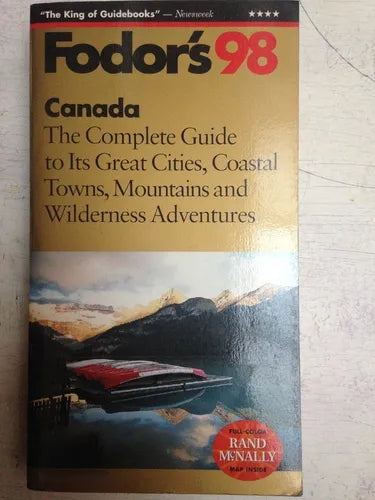 "The King of Guidebooks" — Newsweek ★★★★
Fodor's 98
Canada
The Complete Guide
to Its Great Cities, Coastal
Towns, Mountains and
Wilderness Adventures
FULL-COLOR
RAND
McNALLY
MAP INSIDE